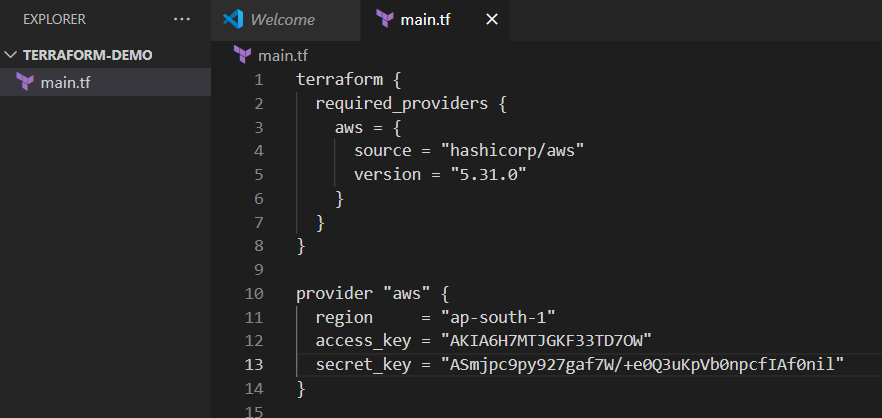 EXPLORER ...
TERRAFORM-DEMO
main.tf
Welcome
main.tf
main.tf
1 terraform {
2 required_providers {
3 aws = {
4 source = "hashicorp/aws"
5 version = "5.31.0"
6 }
7 }
8 }
9
10 provider "aws" {
11 region = "ap-south-1"
12 access_key = "AKIA6H7MTJGKF33TD7OW"
13 secret_key = "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"
14 }
15